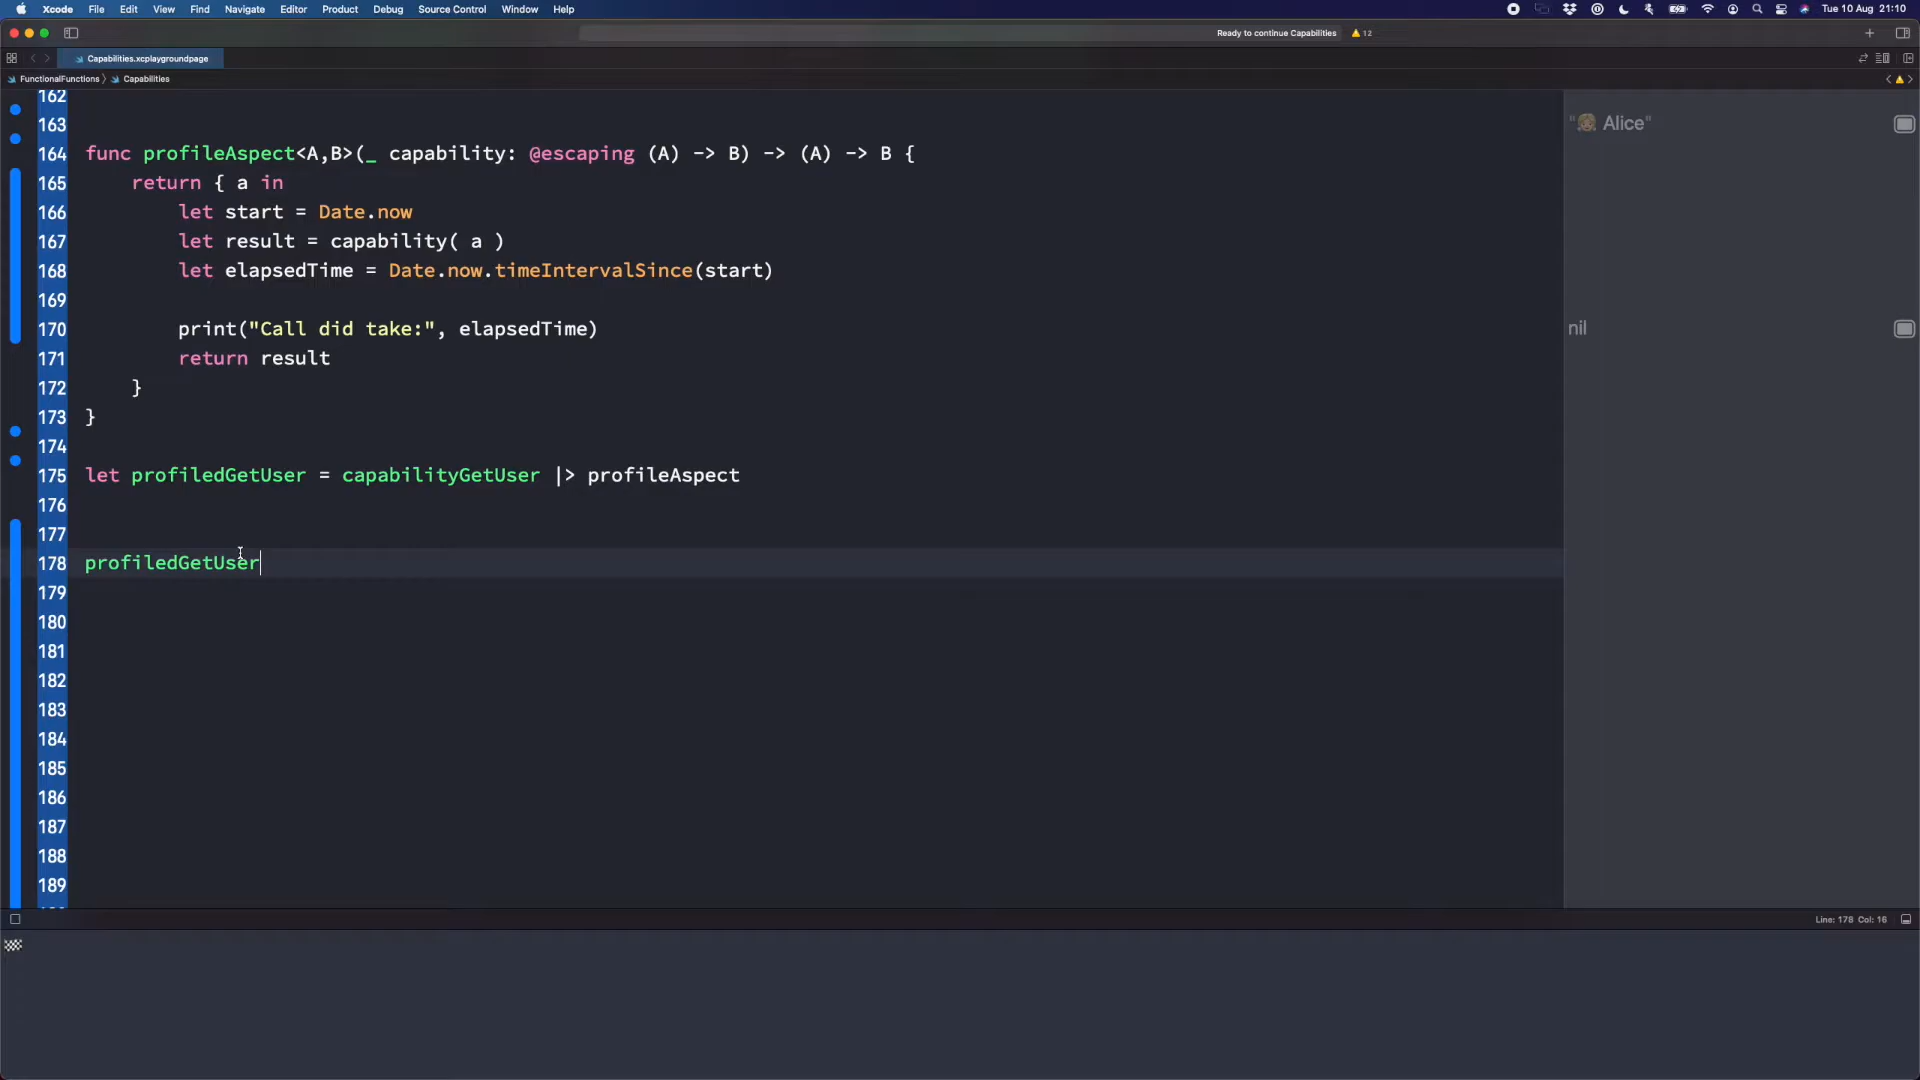 Xcode File Edit View Find Navigate Editor Product Debug Source Control Window Help Tue 10 Aug 21:10
Ready to continue Capabilities 12
Capabilities.xcplaygroundpage
FunctionalFunctions Capabilities
162
163
"👩🏼 Alice"
164 func profileAspect<A,B>(_ capability: @escaping (A) -> B) -> (A) -> B {
165 return { a in
166 let start = Date.now
167 let result = capability( a )
168 let elapsedTime = Date.now.timeIntervalSince(start)
169
170 print("Call did take:", elapsedTime)
nil
171 return result
172 }
173 }
174
175 let profiledGetUser = capabilityGetUser |> profileAspect
176
177
178 profiledGetUser
179
180
181
182
183
184
185
186
187
188
189
Line: 178 Col: 16